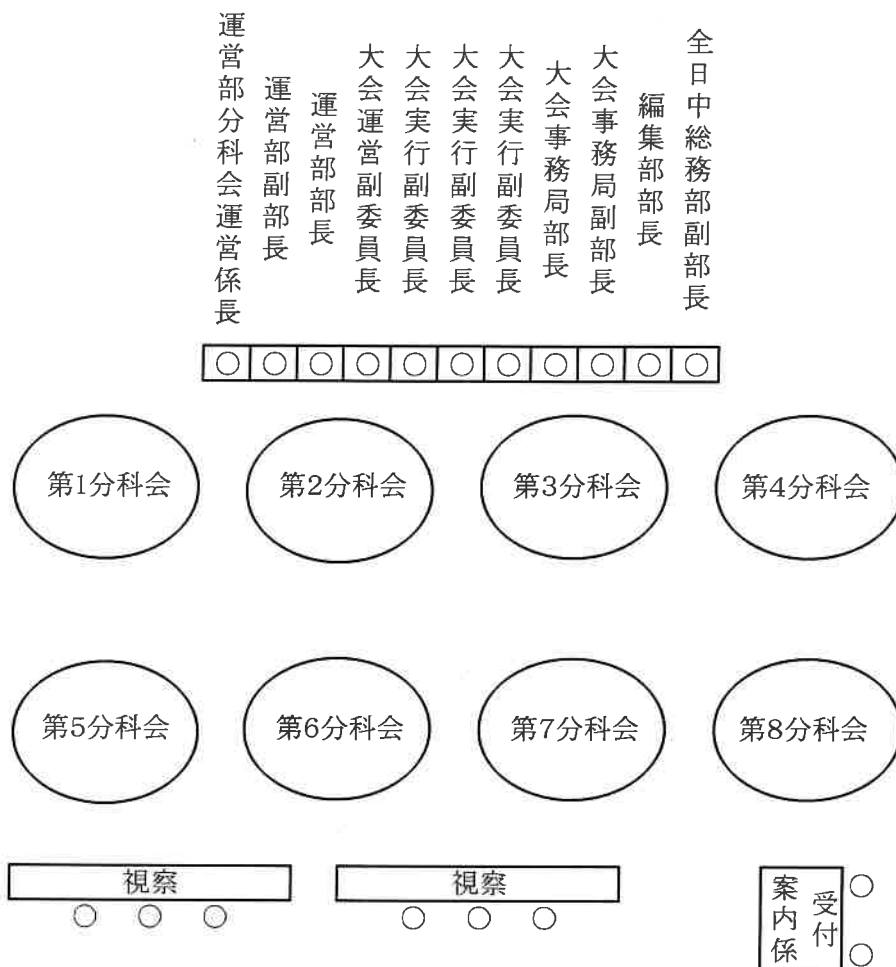 全日中総務部副部長
編集部部長
大会事務局副部長
大会事務局部長
大会実行副委員長
大会実行副委員長
大会実行副委員長
大会運営副委員長
運営部部長
運営部副部長
運営部分科会運営係長
第1分科会
第2分科会
第3分科会
第4分科会
第5分科会
第6分科会
第7分科会
第8分科会
視察
視察
受付
案内係